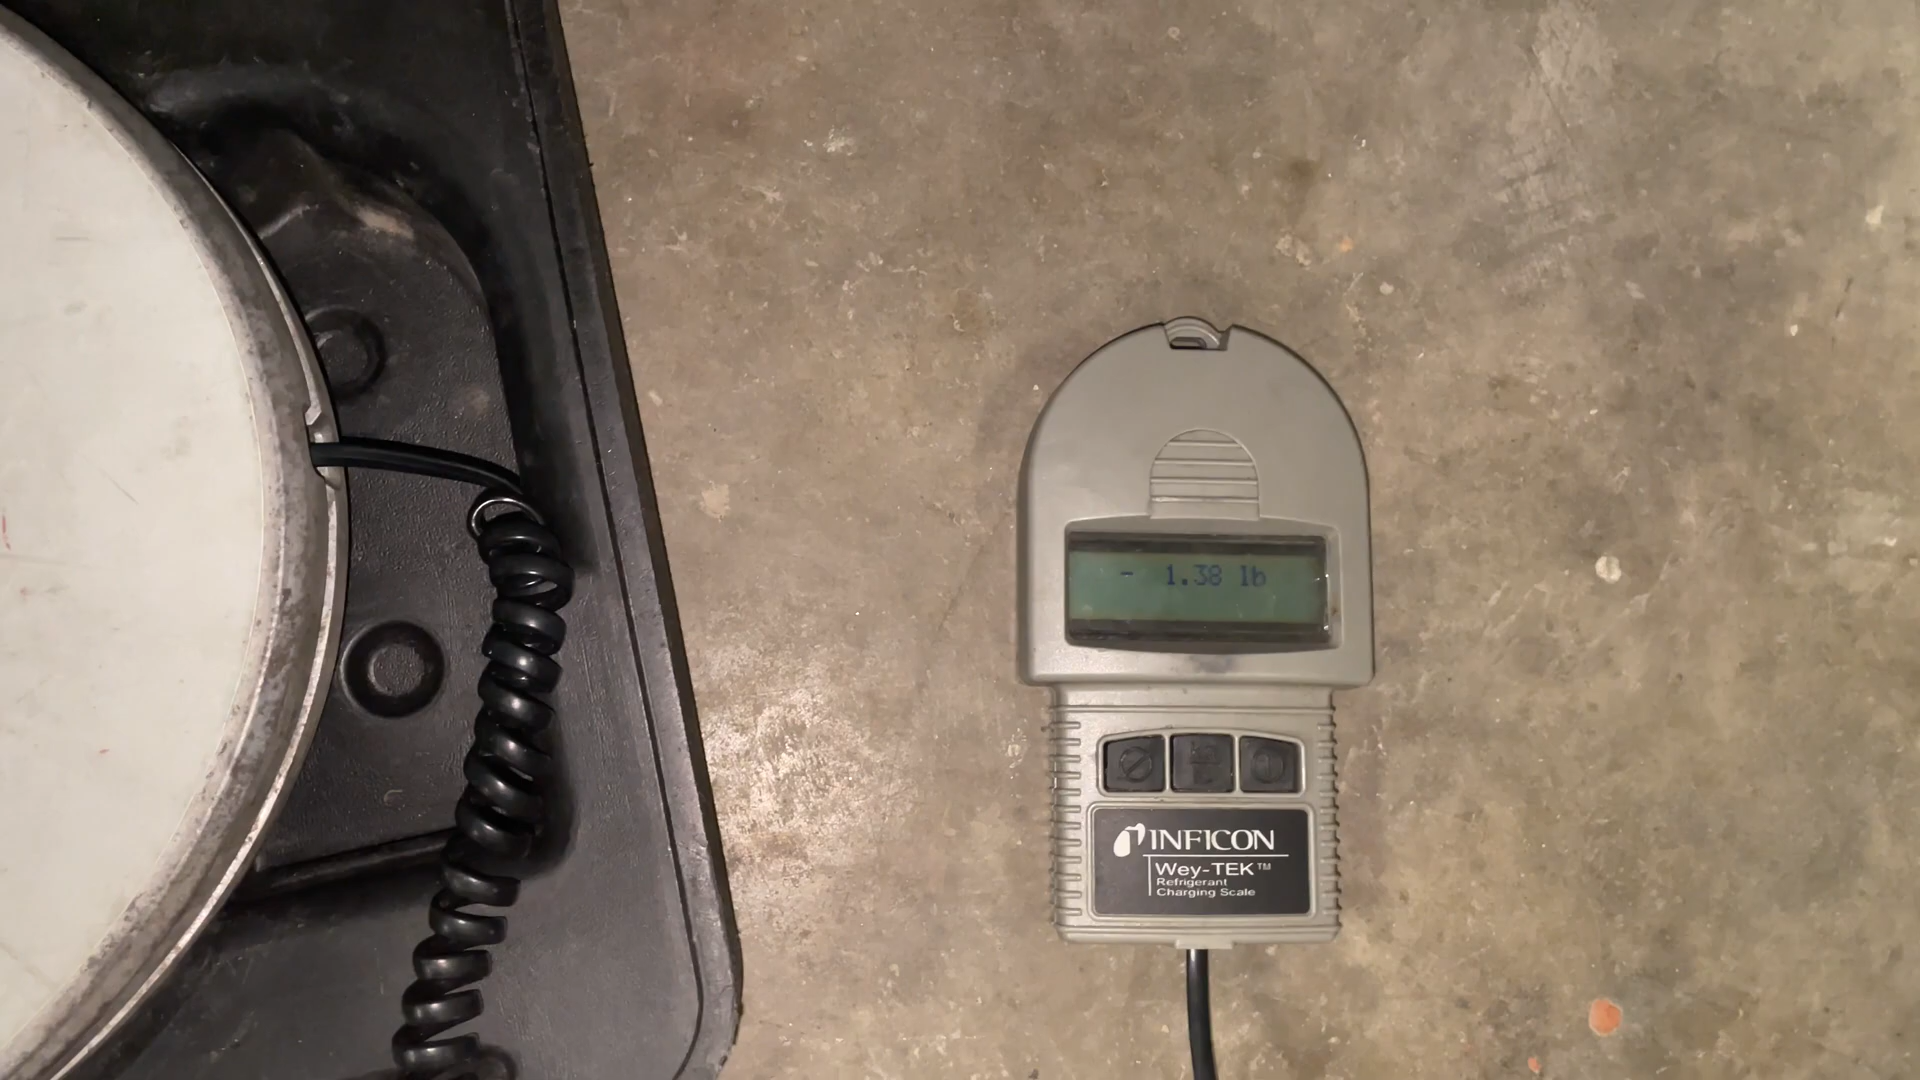 - 1.38 lb
INFICON
Wey-TEK™
Refrigerant
Charging Scale